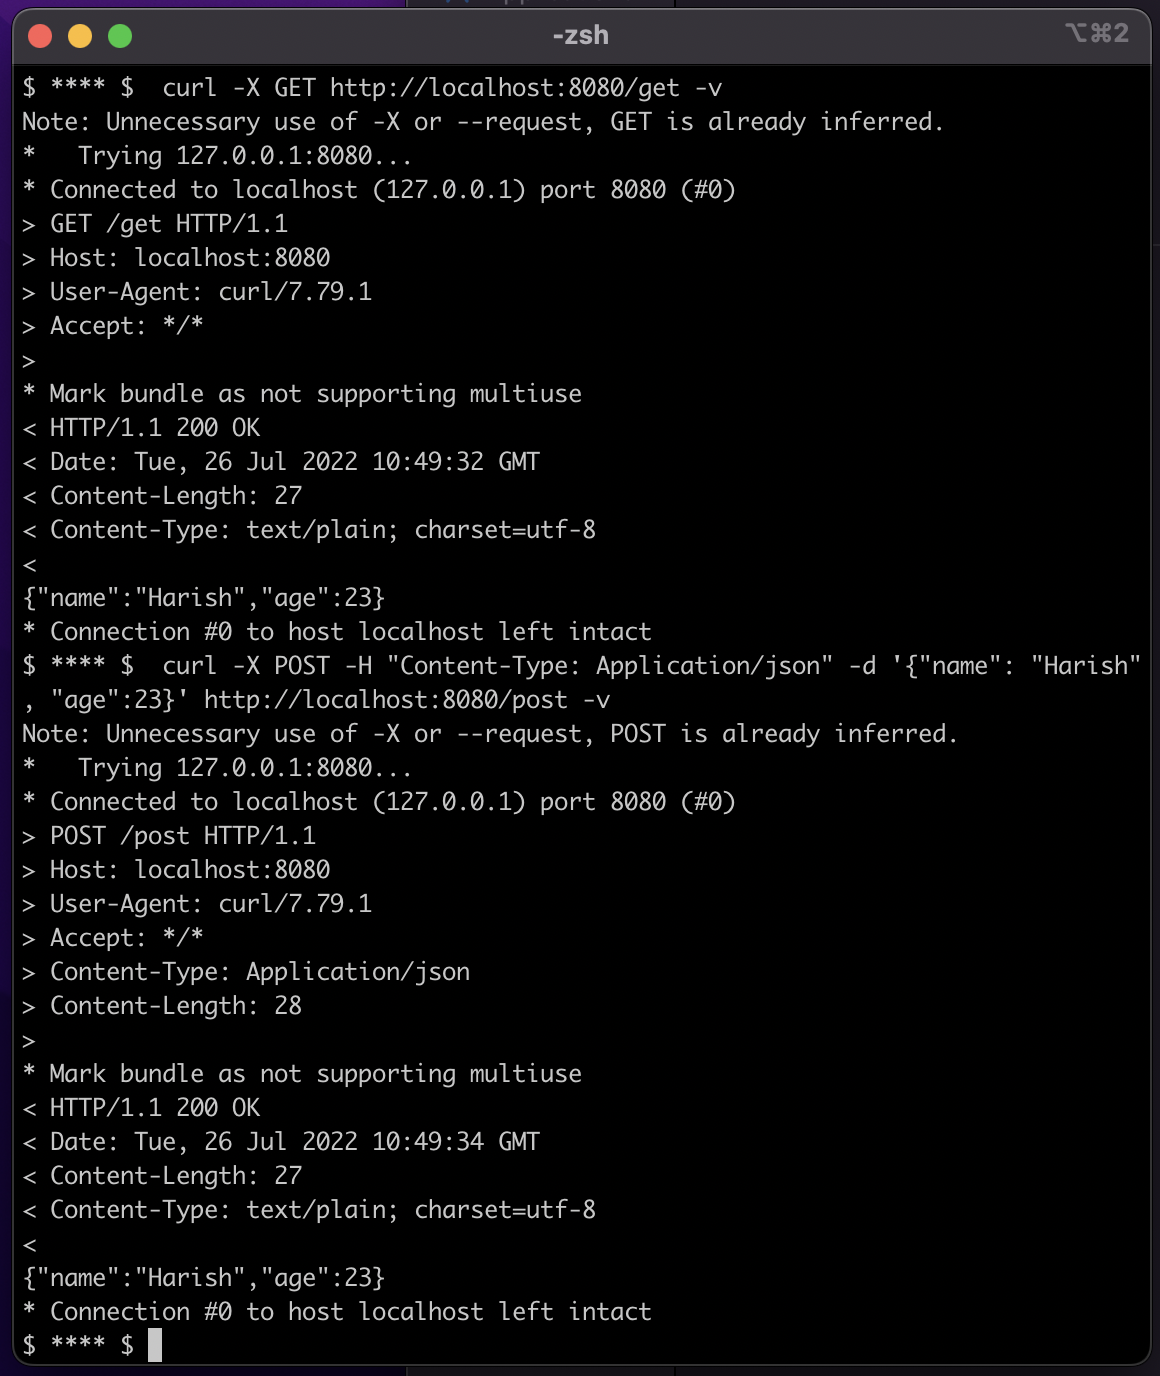 -zsh
⌥⌘2
$ **** $  curl -X GET http://localhost:8080/get -v
Note: Unnecessary use of -X or --request, GET is already inferred.
*   Trying 127.0.0.1:8080...
* Connected to localhost (127.0.0.1) port 8080 (#0)
> GET /get HTTP/1.1
> Host: localhost:8080
> User-Agent: curl/7.79.1
> Accept: */*
>
* Mark bundle as not supporting multiuse
< HTTP/1.1 200 OK
< Date: Tue, 26 Jul 2022 10:49:32 GMT
< Content-Length: 27
< Content-Type: text/plain; charset=utf-8
<
{"name":"Harish","age":23}
* Connection #0 to host localhost left intact
$ **** $  curl -X POST -H "Content-Type: Application/json" -d '{"name": "Harish"
, "age":23}' http://localhost:8080/post -v
Note: Unnecessary use of -X or --request, POST is already inferred.
*   Trying 127.0.0.1:8080...
* Connected to localhost (127.0.0.1) port 8080 (#0)
> POST /post HTTP/1.1
> Host: localhost:8080
> User-Agent: curl/7.79.1
> Accept: */*
> Content-Type: Application/json
> Content-Length: 28
>
* Mark bundle as not supporting multiuse
< HTTP/1.1 200 OK
< Date: Tue, 26 Jul 2022 10:49:34 GMT
< Content-Length: 27
< Content-Type: text/plain; charset=utf-8
<
{"name":"Harish","age":23}
* Connection #0 to host localhost left intact
$ **** $